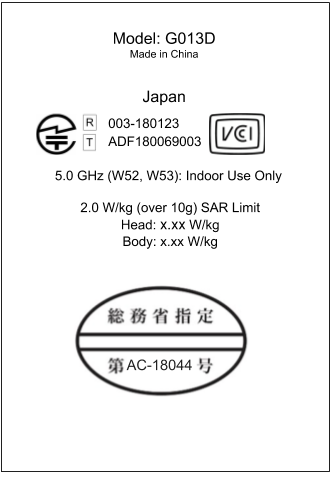 Model: G013D
Made in China
Japan
R 003-180123
T ADF180069003
VCI
5.0 GHz (W52, W53): Indoor Use Only
2.0 W/kg (over 10g) SAR Limit
Head: x.xx W/kg
Body: x.xx W/kg
総務省指定
第AC-18044号